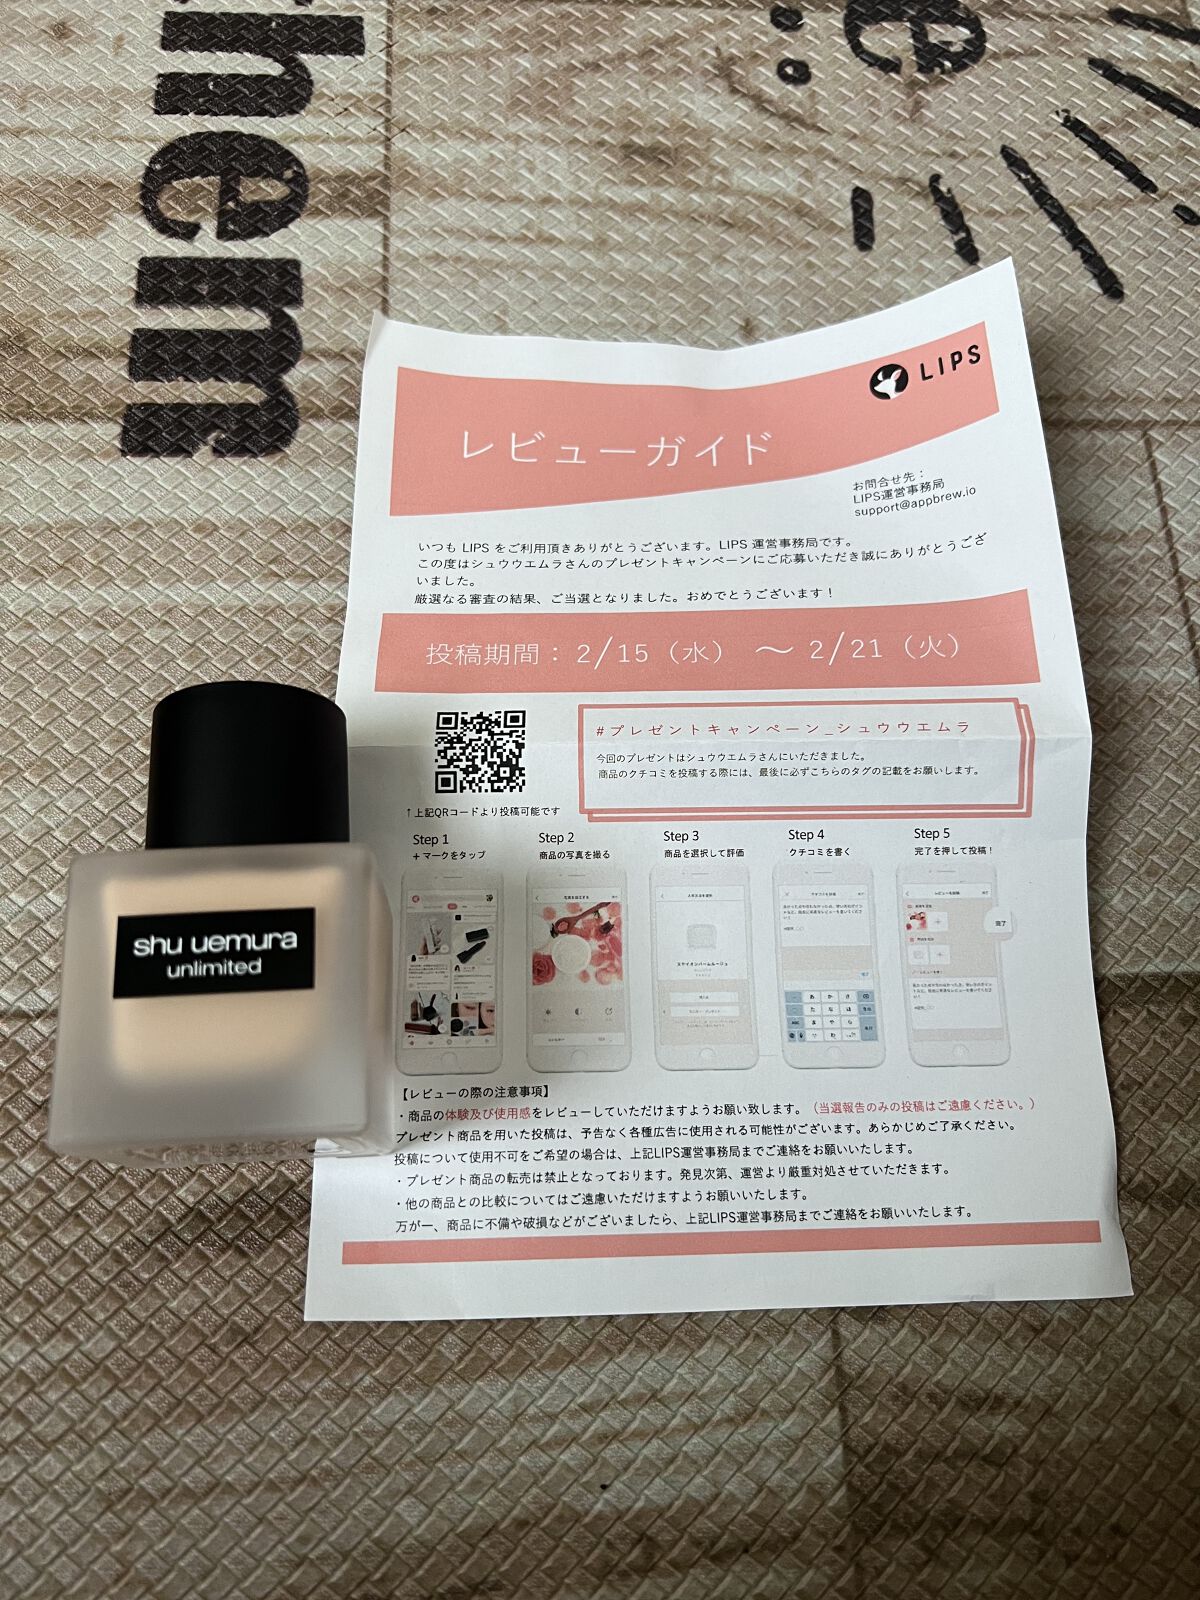 hem
e
LIPS
レビューガイド
お問合せ先：
LIPS運営事務局
support@appbrew.io
いつも LIPS をご利用頂きありがとうございます。LIPS 運営事務局です。
この度はシュウウエムラさんのプレゼントキャンペーンにご応募いただき誠にありがとうござ
いました。
厳選なる審査の結果、ご当選となりました。おめでとうございます！
投稿期間：2/15（水） ～ 2/21（火）
#プレゼントキャンペーン_シュウウエムラ
今回のプレゼントはシュウウエムラさんにいただきました。
商品のクチコミを投稿する際には、最後に必ずこちらのタグの記載をお願いします。
↑上記QRコードより投稿可能です
Step 1
+マークをタップ
Step 2
商品の写真を撮る
Step 3
商品を選択して評価
Step 4
クチコミを書く
Step 5
完了を押して投稿！
完了
shu uemura
unlimited
【レビューの際の注意事項】
・商品の体験及び使用感をレビューしていただけますようお願い致します。（当選報告のみの投稿はご遠慮ください。）
プレゼント商品を用いた投稿は、予告なく各種広告に使用される可能性がございます。あらかじめご了承ください。
投稿について使用不可をご希望の場合は、上記LIPS運営事務局までご連絡をお願いいたします。
・プレゼント商品の転売は禁止となっております。発見次第、運営より厳重対処させていただきます。
・他の商品との比較についてはご遠慮いただけますようお願いいたします。
万が一、商品に不備や破損などがございましたら、上記LIPS運営事務局までご連絡をお願いいたします。